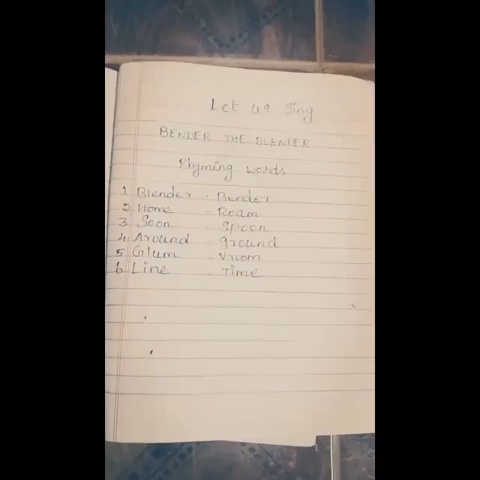 Let us Sing
BENDER THE BLENDER
Rhyming words
1 Blender - Bender
2 Home - Roam
3 Soon - Spoon
4 Around - ground
5 Glum - Vroom
6 Line - Time